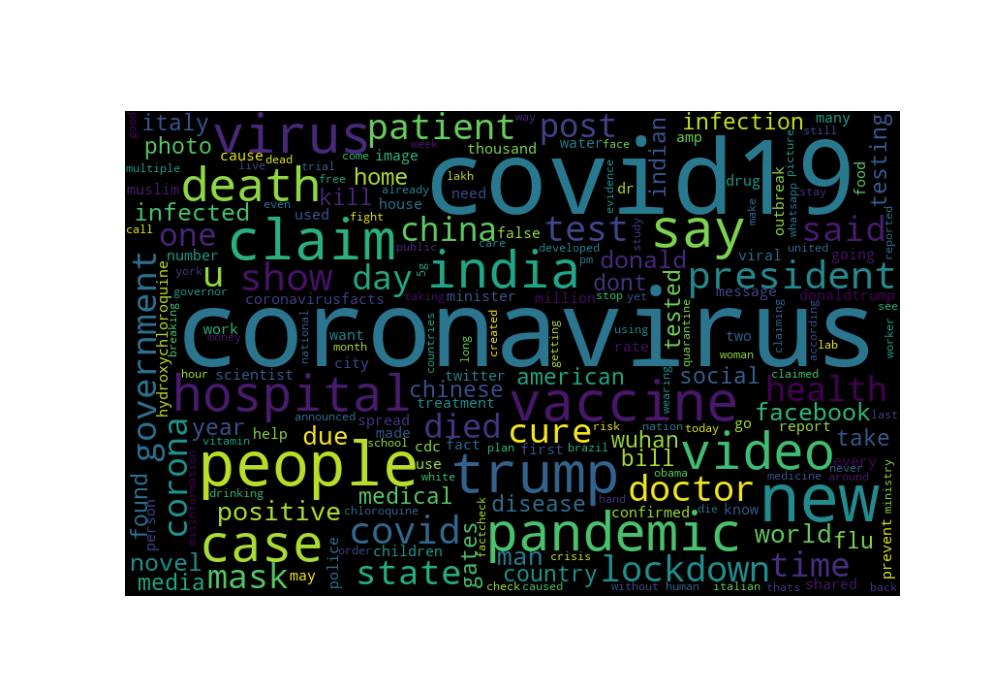 good italy virus patient way post infection many
photo cause dead week thousand water face indian amp still testing
multiple live trial come image home lakh covid19 picture
muslim death kill free already need evidence dr drug outbreak whatsapp stay food
infected even used fight house make
call one claim china false test say said reported
number public care developed study united
u show day 5g india pm donald viral going
york governor taking minister stop yet dont president
hydroxychloroquine coronavirusfacts million tested message donaldtrump see
government breaking work national want countries long created getting using quarantine two claiming according worker
money month coronavirus rate woman lab
city
hour scientist twitter american wearing social claimed
hospital chinese vaccine health
treatment announced spread nation facebook last
corona year help due school made died cure risk today go report take
vitamin fact plan first brazil wuhan
found people cdc use white trump obama bill video medicine never around every
person misinformation drinking medical disease hand doctor new ministry
positive chloroquine factcheck confirmed die know
case police order covid pandemic world flu prevent
novel children gates man crisis
media mask may state country lockdown time
check caused without human italian thats shared back